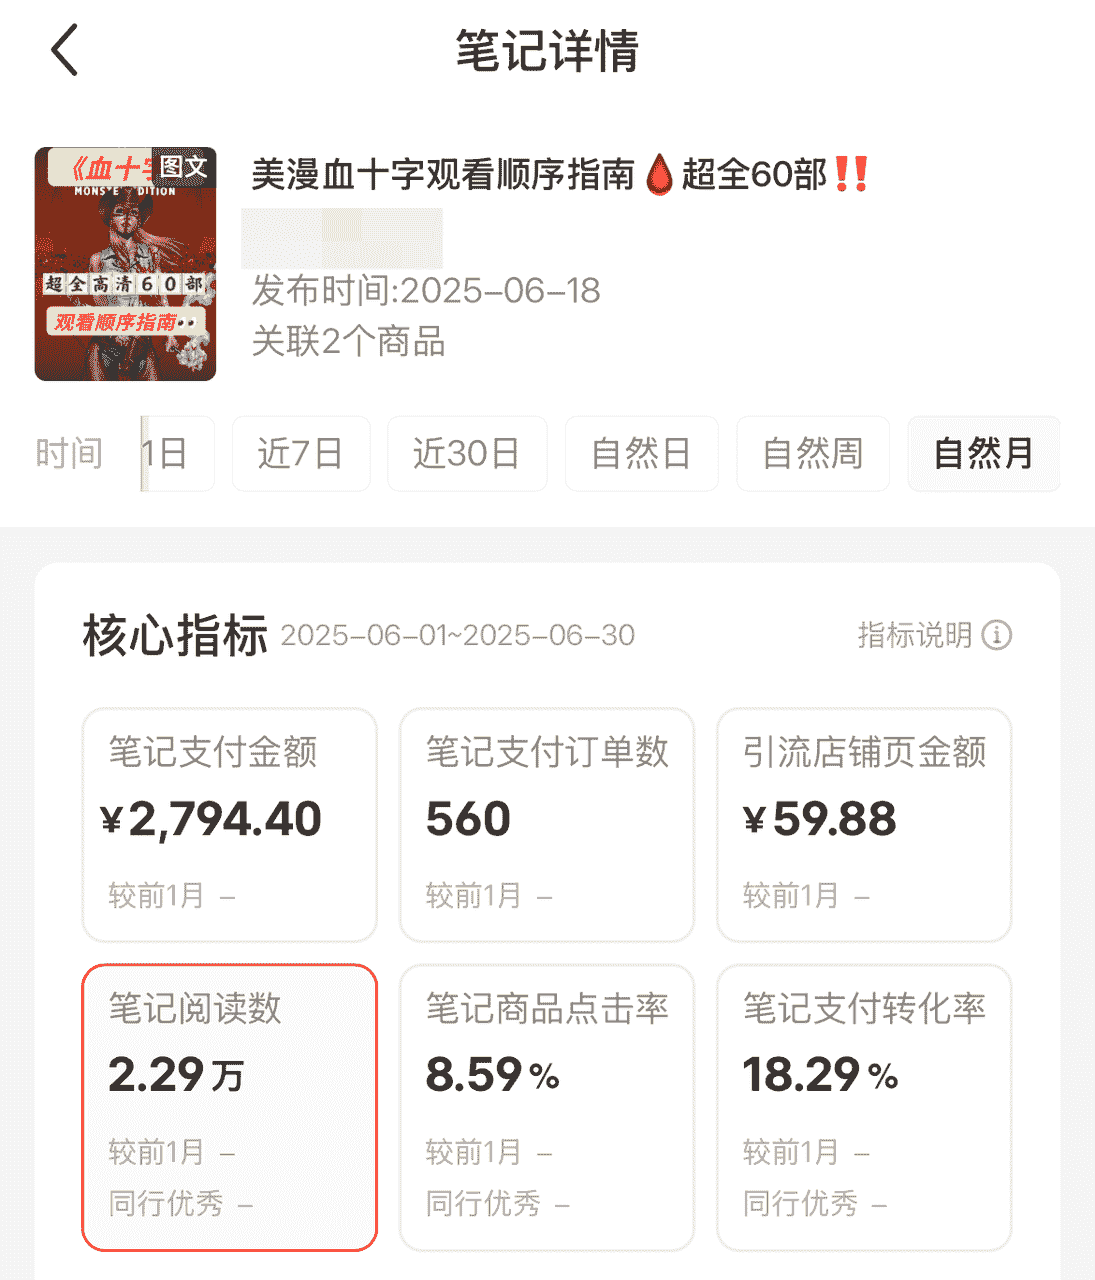 笔记详情
《血十字
图文
MONSTE DITION
超全高清60部
观看顺序指南
美漫血十字观看顺序指南🩸超全60部‼️
发布时间:2025-06-18
关联2个商品
时间 1日 近7日 近30日 自然日 自然周 自然月
核心指标 2025-06-01~2025-06-30 指标说明
笔记支付金额 笔记支付订单数 引流店铺页金额
¥2,794.40 560 ¥59.88
较前1月 – 较前1月 – 较前1月 –
笔记阅读数 笔记商品点击率 笔记支付转化率
2.29万 8.59% 18.29%
较前1月 – 较前1月 – 较前1月 –
同行优秀 – 同行优秀 – 同行优秀 –